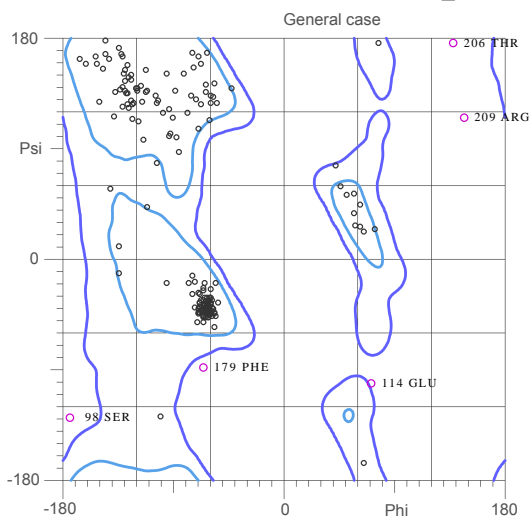 General case
180
206 THR
209 ARG
Psi
0
179 PHE
114 GLU
98 SER
-180
-180
0
Phi
180